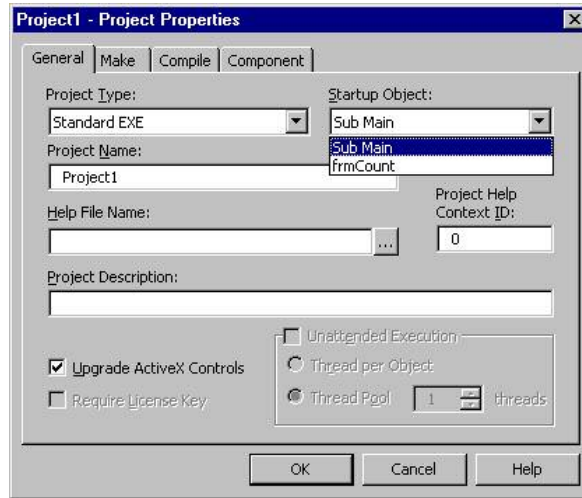 Project1 - Project Properties
General Make Compile Component
Project Type: Startup Object:
Standard EXE Sub Main
Project Name: Sub Main
frmCount
Project1
Project Help
Help File Name: Context ID:
... 0
Project Description:
Unattended Execution
Upgrade ActiveX Controls Thread per Object
Require License Key Thread Pool 1 threads
OK Cancel Help